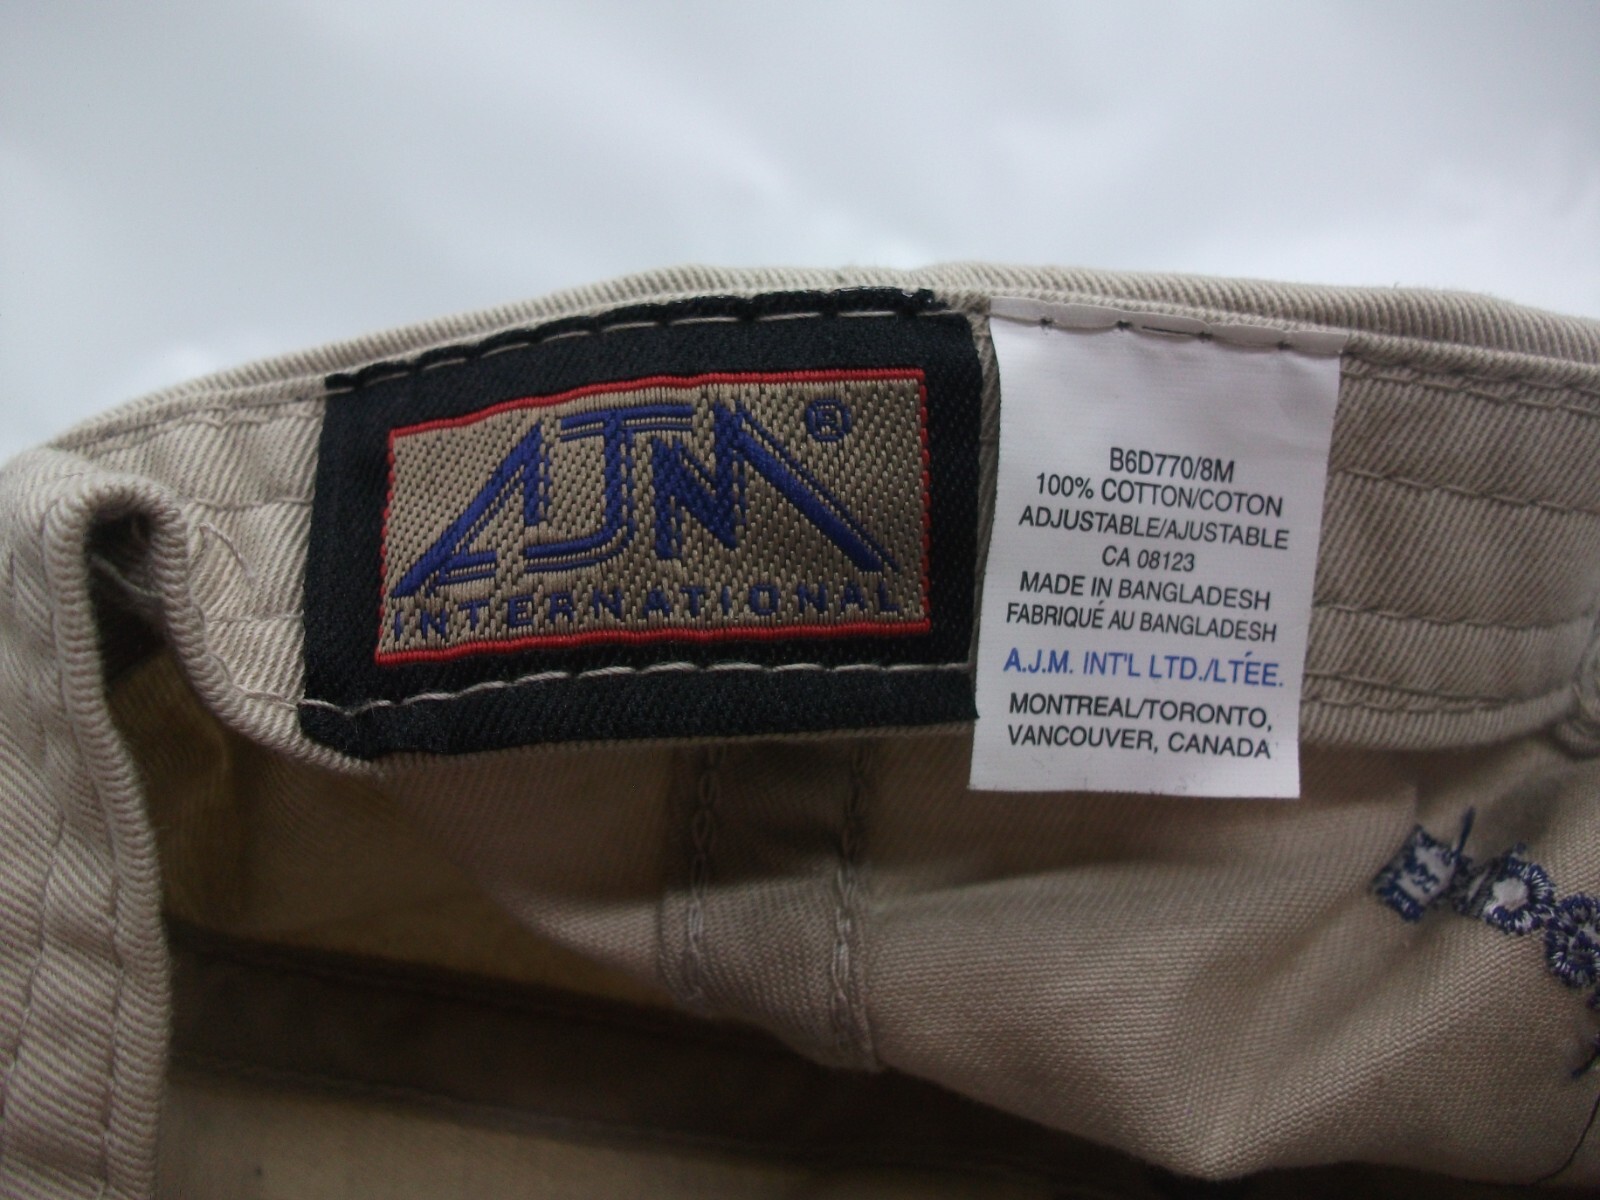 AJM ®
INTERNATIONAL
B6D770/8M
100% COTTON/COTON
ADJUSTABLE/AJUSTABLE
CA 08123
MADE IN BANGLADESH
FABRIQUÉ AU BANGLADESH
A.J.M. INT'L LTD./LTÉE.
MONTREAL/TORONTO,
VANCOUVER, CANADA